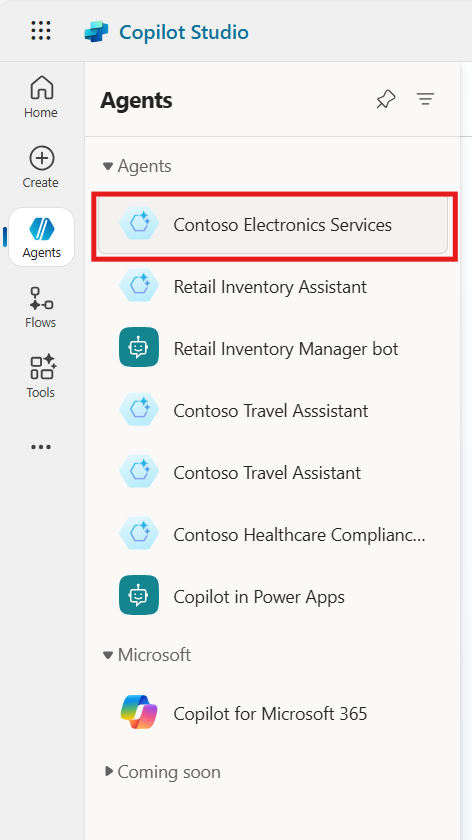 Copilot Studio
Home
Create
Agents
Flows
Tools
Agents
Agents
Contoso Electronics Services
Retail Inventory Assistant
Retail Inventory Manager bot
Contoso Travel Asssistant
Contoso Travel Assistant
Contoso Healthcare Complianc...
Copilot in Power Apps
Microsoft
Copilot for Microsoft 365
Coming soon